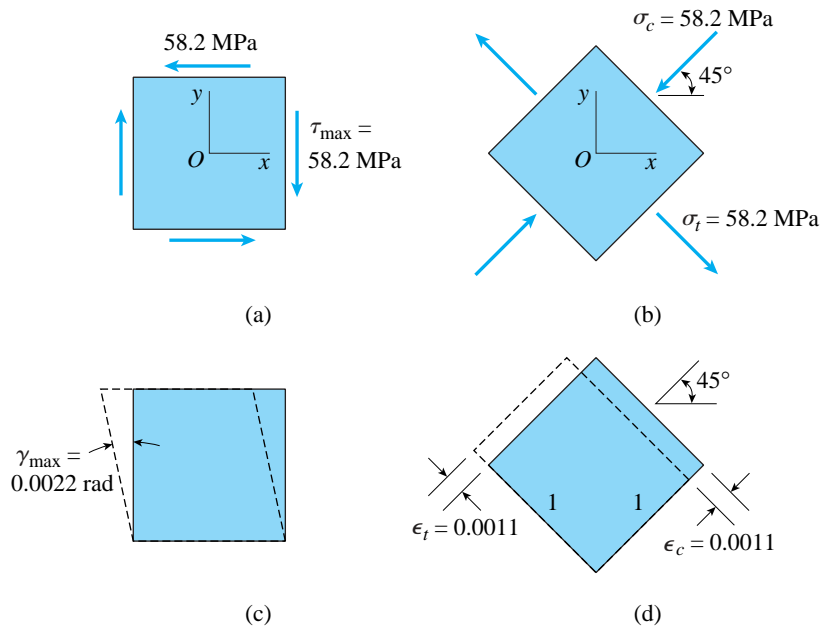 58.2 MPa
y
O
x
τmax =
58.2 MPa
(a)
σc = 58.2 MPa
45°
y
O
x
σt = 58.2 MPa
(b)
γmax =
0.0022 rad
(c)
45°
1
1
ϵt = 0.0011
ϵc = 0.0011
(d)